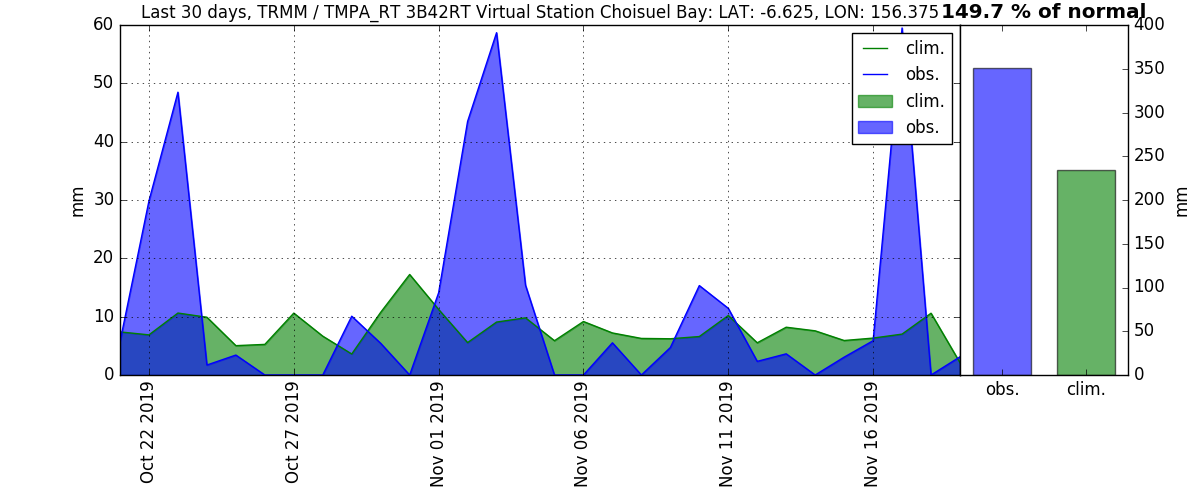 Last 30 days, TRMM / TMPA_RT 3B42RT Virtual Station Choisuel Bay: LAT: -6.625, LON: 156.375 149.7 % of normal
60
50
40
30
20
10
0
mm
clim.
obs.
clim.
obs.
400
350
300
250
200
150
100
50
0
mm
Oct 22 2019
Oct 27 2019
Nov 01 2019
Nov 06 2019
Nov 11 2019
Nov 16 2019
obs.
clim.